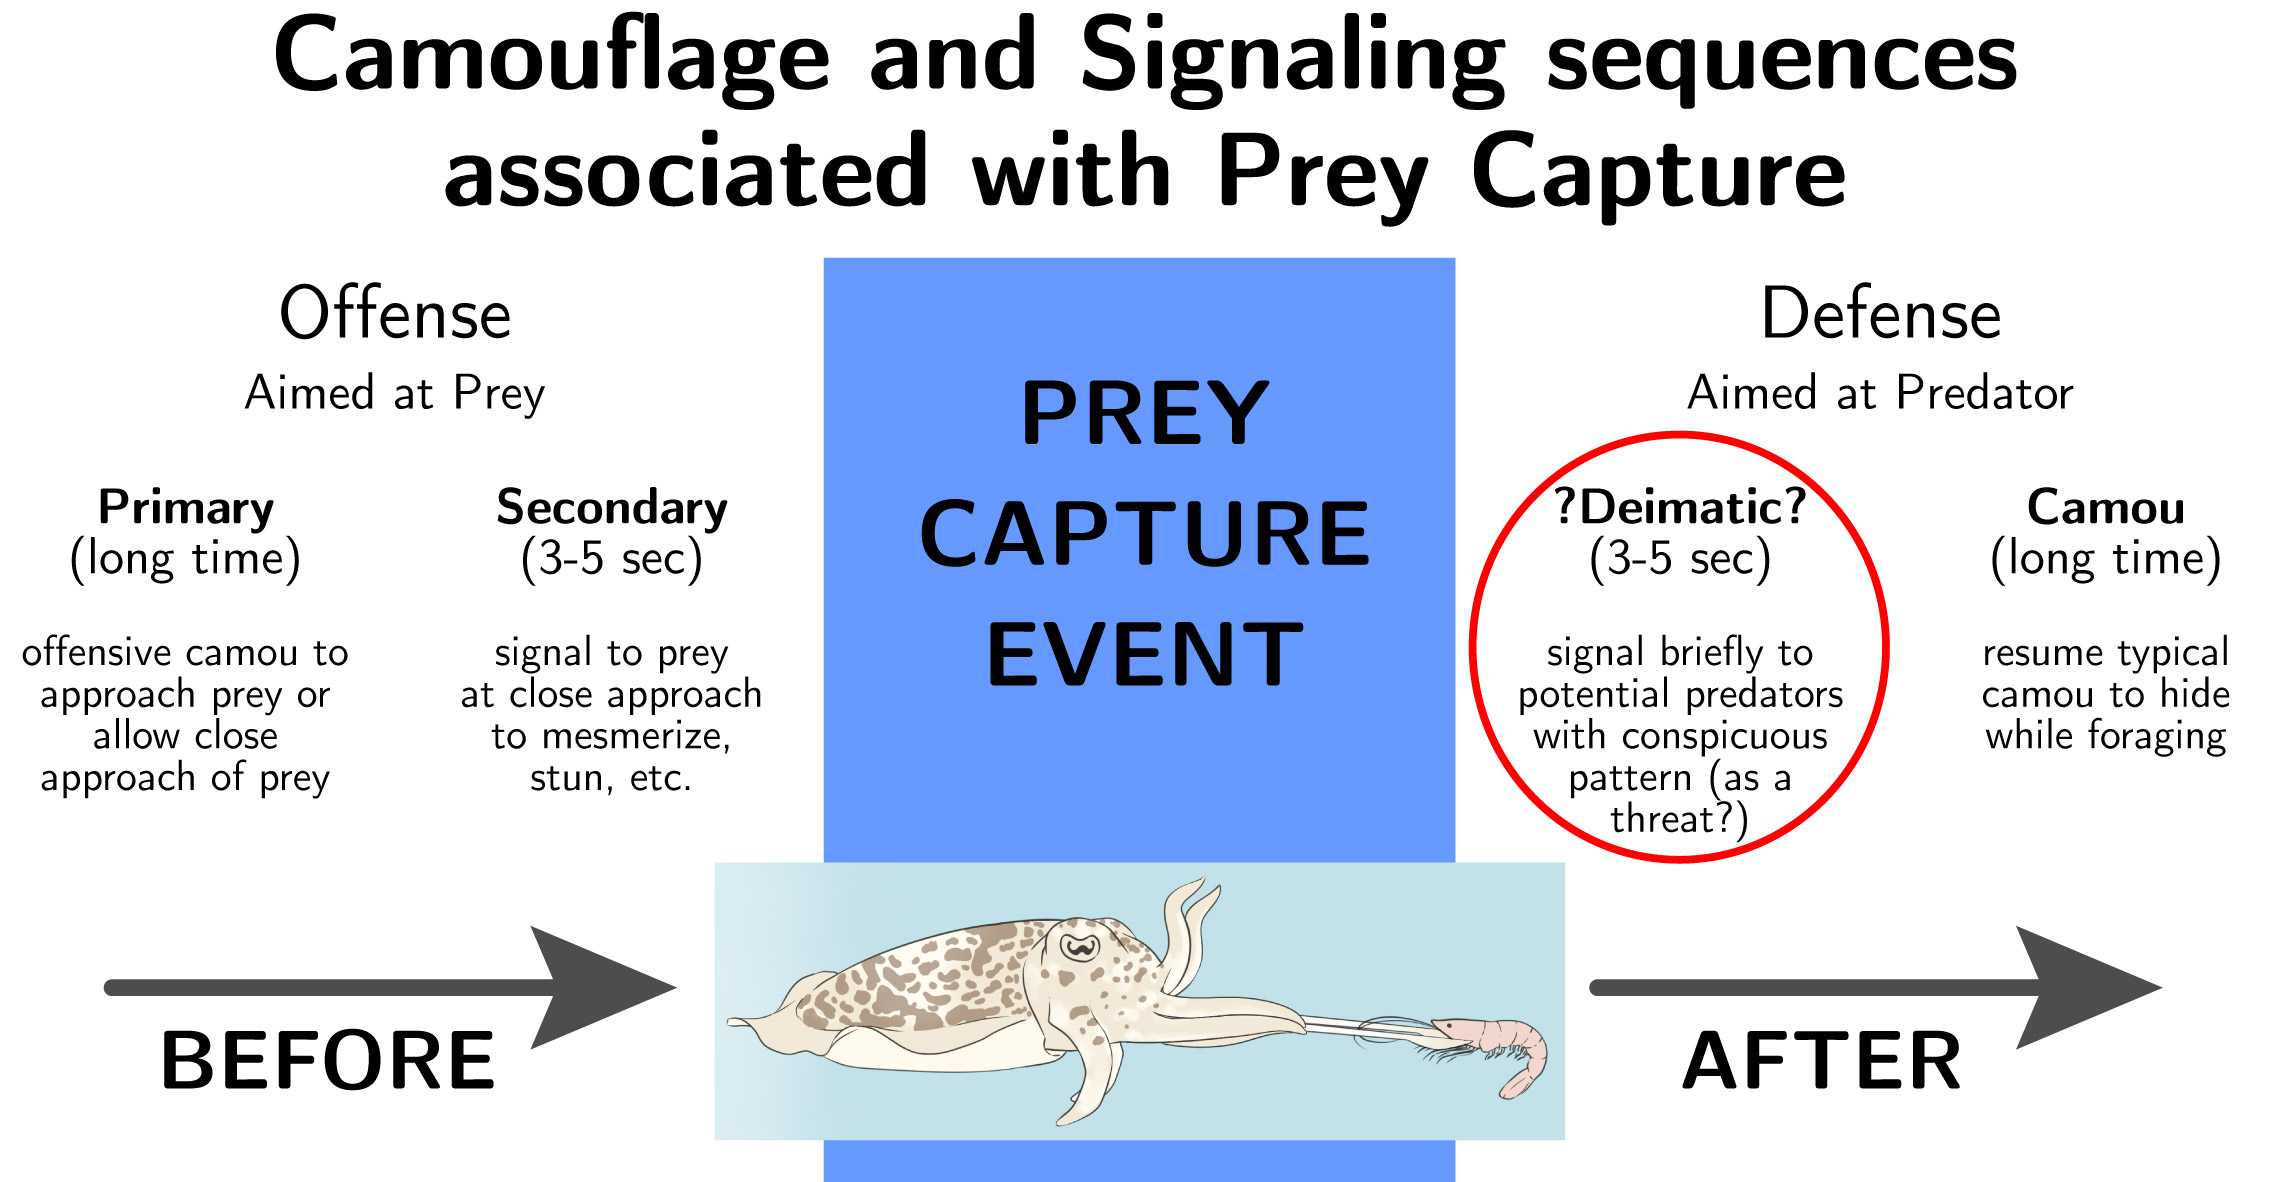 Camouflage and Signaling sequences
associated with Prey Capture
Offense
Aimed at Prey
Primary
(long time)
offensive camou to
approach prey or
allow close
approach of prey
Secondary
(3-5 sec)
signal to prey
at close approach
to mesmerize,
stun, etc.
BEFORE
PREY
CAPTURE
EVENT
Defense
Aimed at Predator
?Deimatic?
(3-5 sec)
signal briefly to
potential predators
with conspicuous
pattern (as a
threat?)
Camou
(long time)
resume typical
camou to hide
while foraging
AFTER